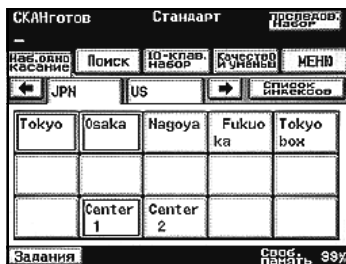 СКАНготов Стандарт последов. Набор
Наб.одно касание Поиск 10-клав. набор Качество и уменьш МЕНЮ
JPN US Список индексов
Tokyo Osaka Nagoya Fukuo Tokyo
ka box
Center Center
1 2
Задания Сооб. память 99%